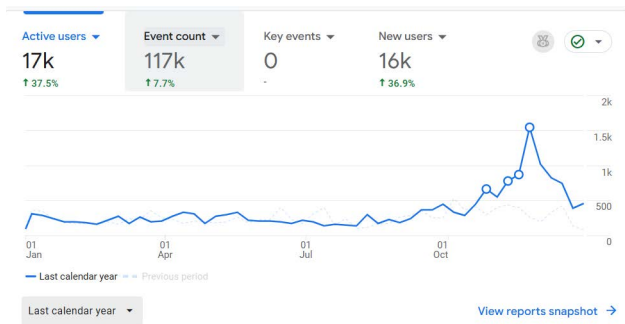 Active users Event count Key events New users
17k 117k 0 16k
↑ 37.5% ↑ 7.7% - ↑ 36.9%
2k
1.5k
1k
500
0
01 01 01 01
Jan Apr Jul Oct
Last calendar year Previous period
Last calendar year View reports snapshot →